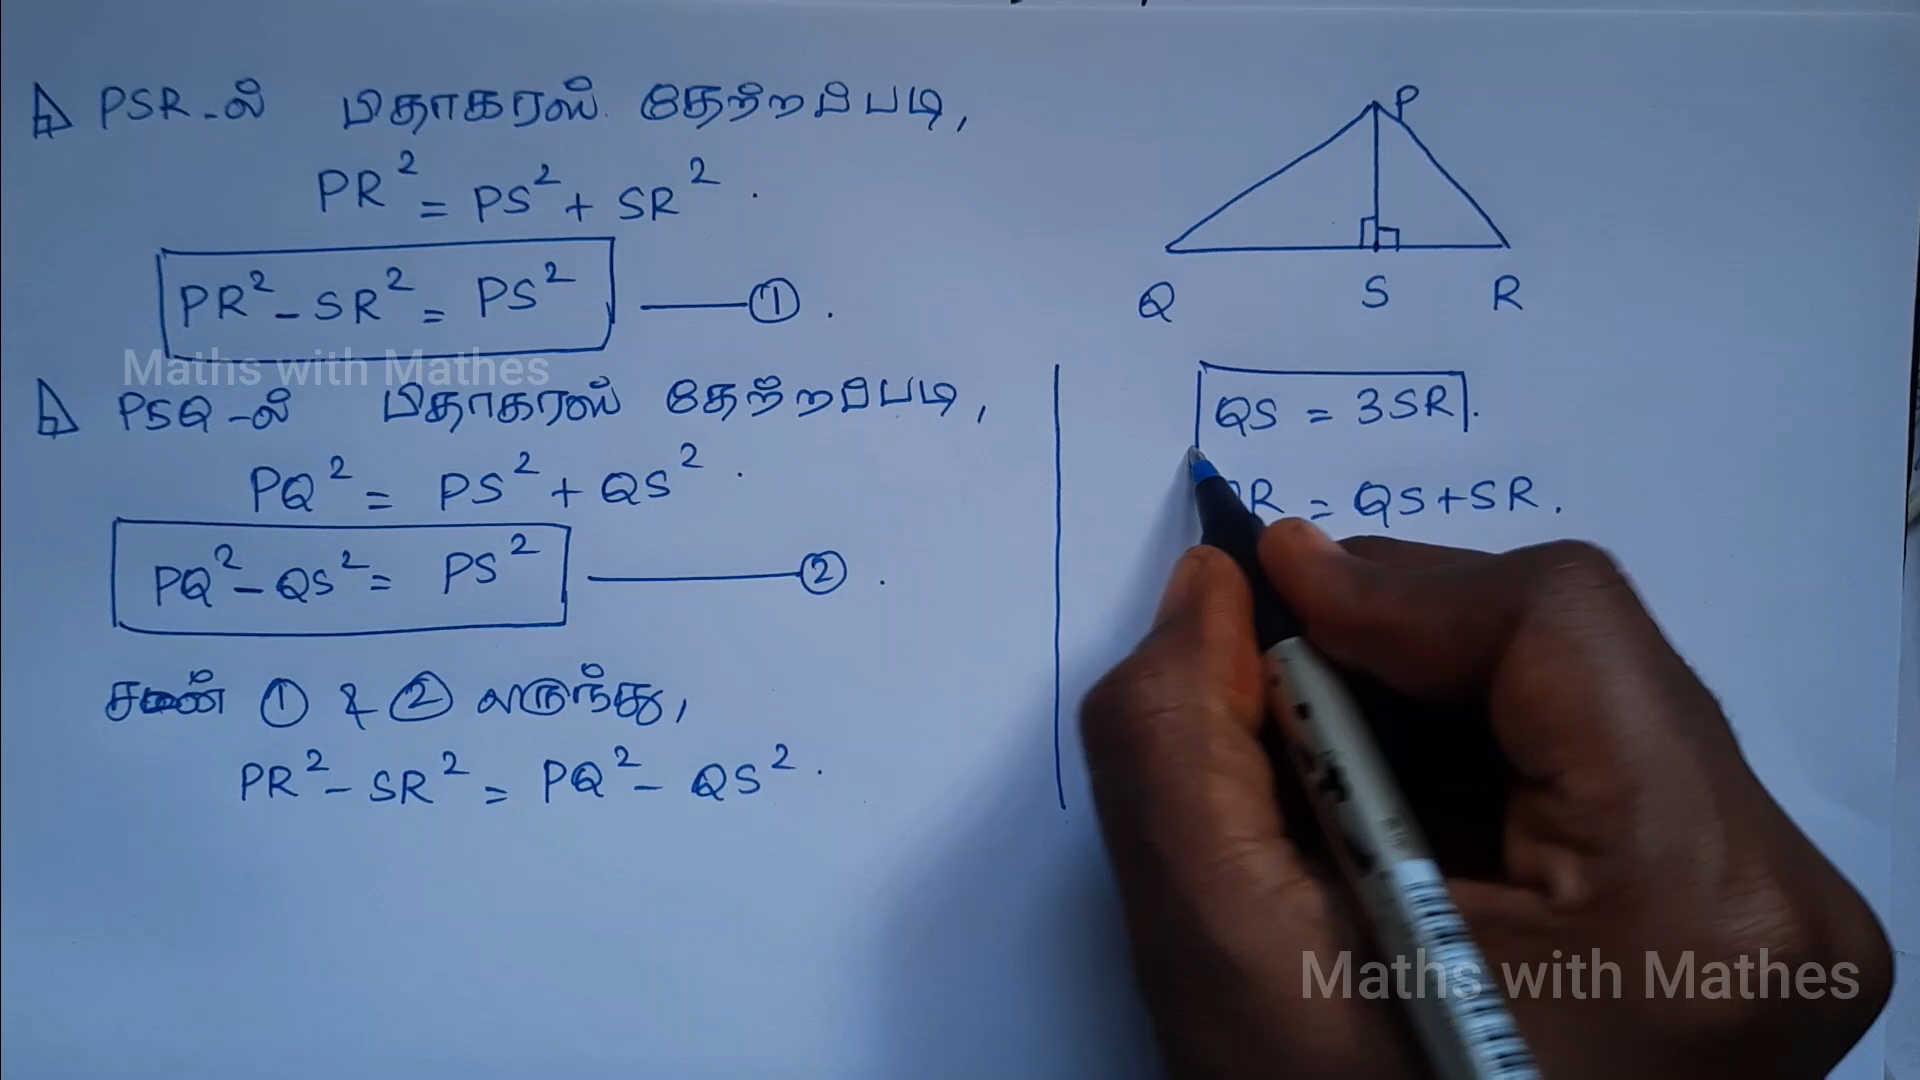 △ PSR-ல் பிதாகரஸ் தேற்றப்படி,
PR² = PS² + SR².
PR² - SR² = PS² —— ①.
△ PSQ-ல் பிதாகரஸ் தேற்றப்படி,
PQ² = PS² + QS².
PQ² - QS² = PS² —— ②.
① & ②
PR² - SR² = PQ² - QS².
P
Q S R
QS = 3SR.
R = QS+SR.
Maths with Mathes
Maths with Mathes